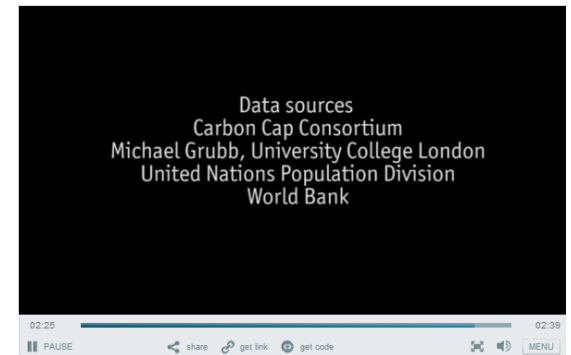 Data sources
Carbon Cap Consortium
Michael Grubb, University College London
United Nations Population Division
World Bank
02:25 02:39
PAUSE share get link get code MENU